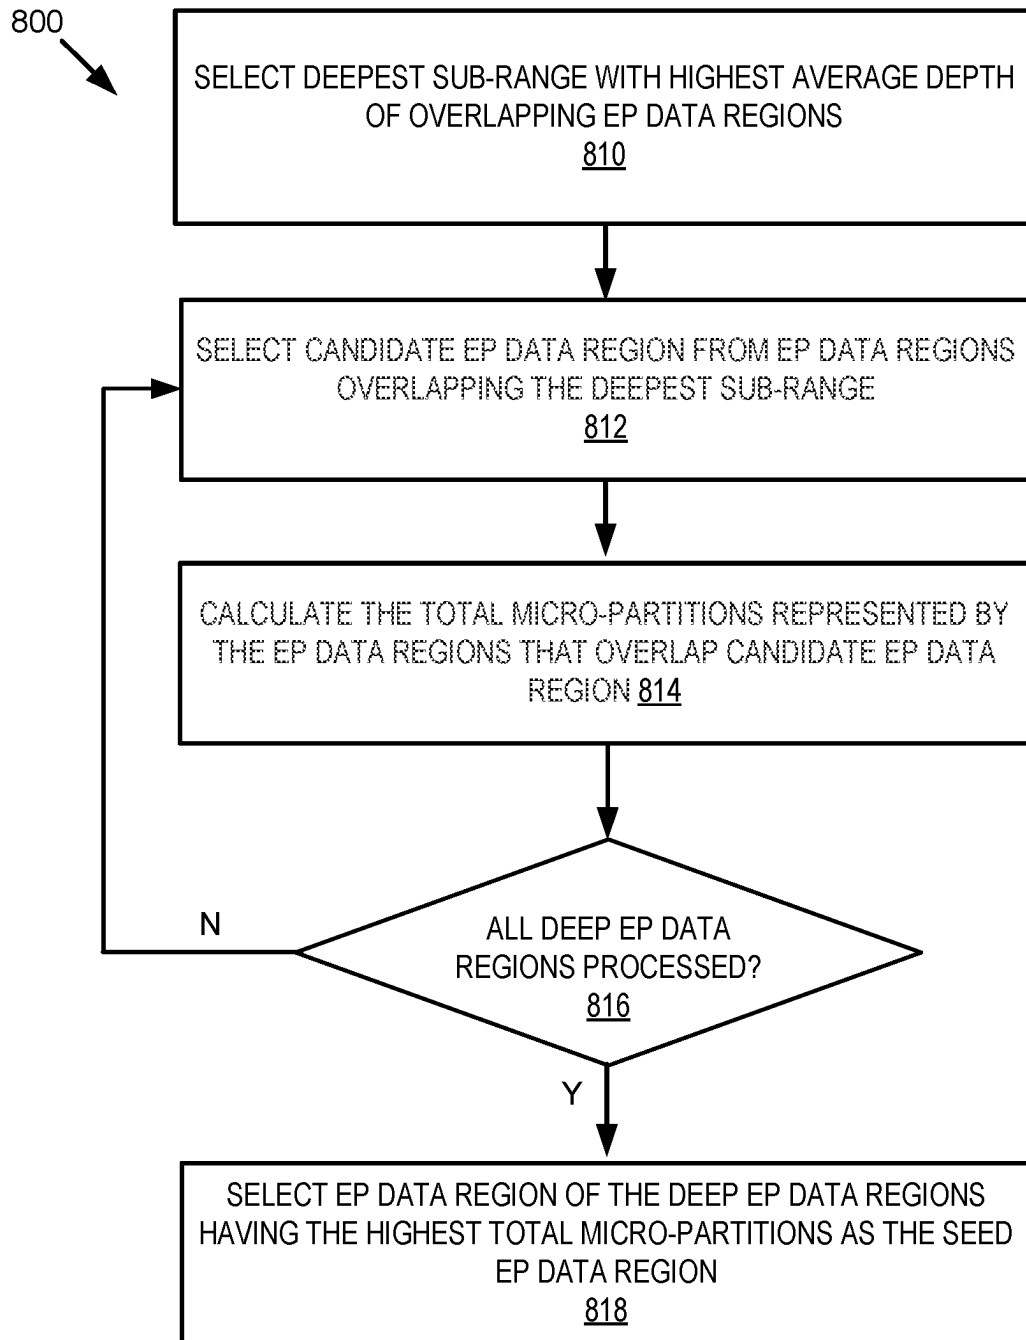 800
SELECT DEEPEST SUB-RANGE WITH HIGHEST AVERAGE DEPTH
OF OVERLAPPING EP DATA REGIONS
810
SELECT CANDIDATE EP DATA REGION FROM EP DATA REGIONS
OVERLAPPING THE DEEPEST SUB-RANGE
812
CALCULATE THE TOTAL MICRO-PARTITIONS REPRESENTED BY
THE EP DATA REGIONS THAT OVERLAP CANDIDATE EP DATA
REGION 814
N
ALL DEEP EP DATA
REGIONS PROCESSED?
816
Y
SELECT EP DATA REGION OF THE DEEP EP DATA REGIONS
HAVING THE HIGHEST TOTAL MICRO-PARTITIONS AS THE SEED
EP DATA REGION
818